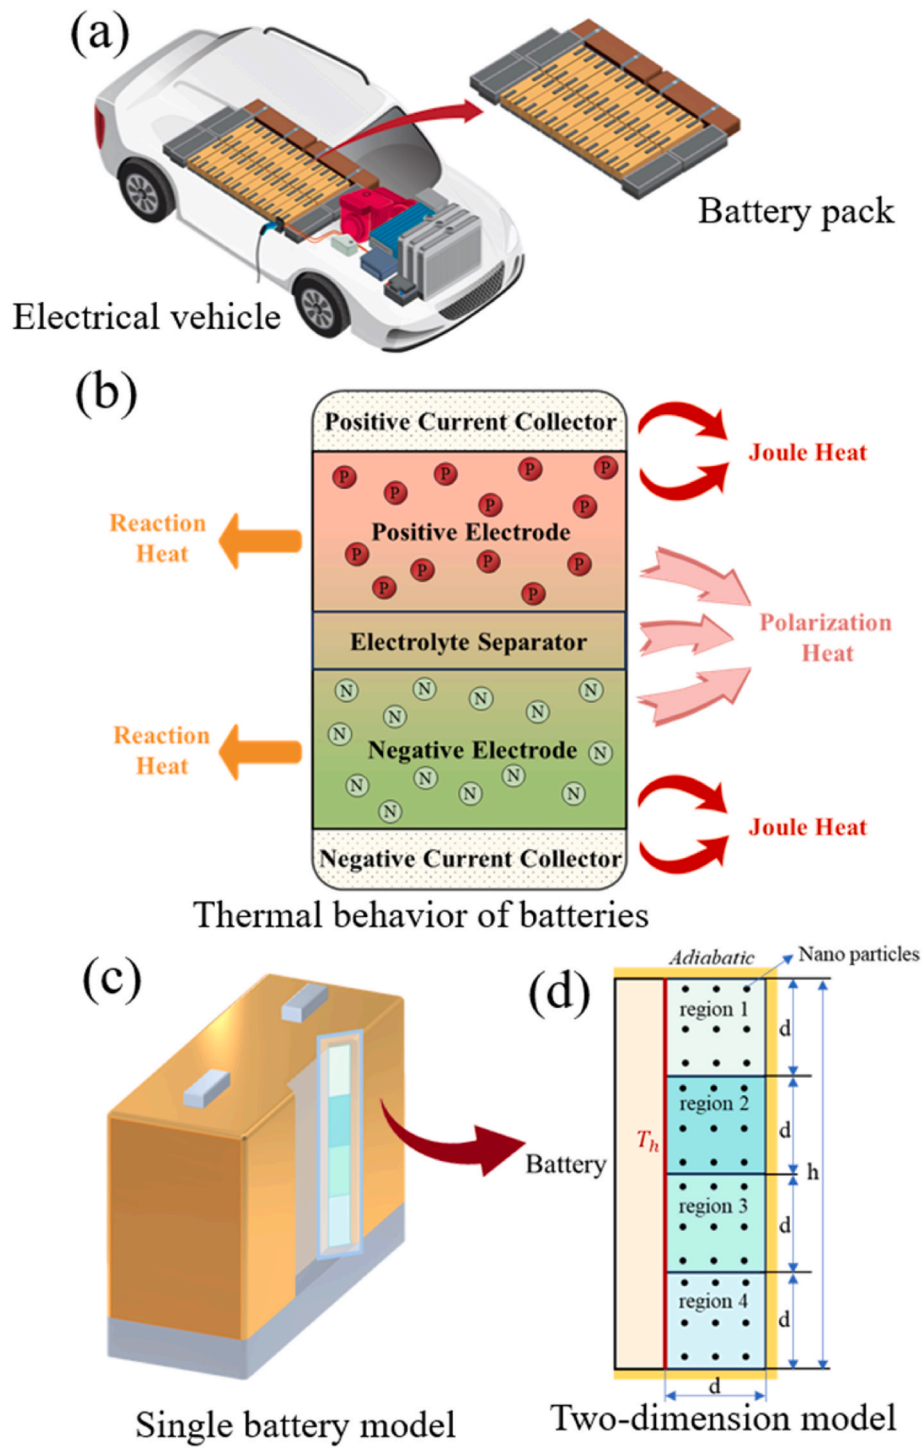 (a)
Battery pack
Electrical vehicle
(b)
Positive Current Collector
Joule Heat
P P P P P P P
Reaction
Heat
Positive Electrode
P P P P P P
Polarization
Heat
Electrolyte Separator
N N N N N N
Reaction
Heat
Negative Electrode
N
N N N N N N
Joule Heat
Negative Current Collector
Thermal behavior of batteries
(c)
(d)
Adiabatic
Nano particles
region 1
d
region 2
d
T_h
Battery
h
region 3
d
region 4
d
d
Single battery model
Two-dimension model